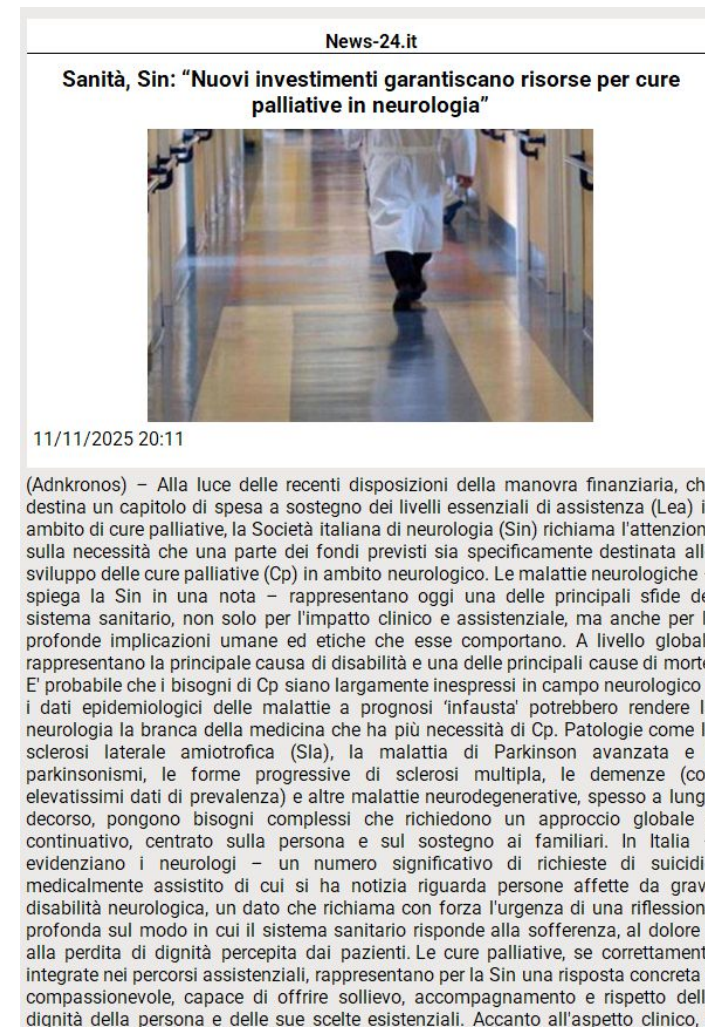 News-24.it
Sanità, Sin: “Nuovi investimenti garantiscano risorse per cure
palliative in neurologia”
11/11/2025 20:11
(Adnkronos) – Alla luce delle recenti disposizioni della manovra finanziaria, ch
destina un capitolo di spesa a sostegno dei livelli essenziali di assistenza (Lea) i
ambito di cure palliative, la Società italiana di neurologia (Sin) richiama l'attenzion
sulla necessità che una parte dei fondi previsti sia specificamente destinata all
sviluppo delle cure palliative (Cp) in ambito neurologico. Le malattie neurologiche -
spiega la Sin in una nota – rappresentano oggi una delle principali sfide de
sistema sanitario, non solo per l'impatto clinico e assistenziale, ma anche per l
profonde implicazioni umane ed etiche che esse comportano. A livello global
rappresentano la principale causa di disabilità e una delle principali cause di morte
E' probabile che i bisogni di Cp siano largamente inespressi in campo neurologico
i dati epidemiologici delle malattie a prognosi ‘infausta' potrebbero rendere l
neurologia la branca della medicina che ha più necessità di Cp. Patologie come l
sclerosi laterale amiotrofica (Sla), la malattia di Parkinson avanzata e
parkinsonismi, le forme progressive di sclerosi multipla, le demenze (co
elevatissimi dati di prevalenza) e altre malattie neurodegenerative, spesso a lung
decorso, pongono bisogni complessi che richiedono un approccio globale
continuativo, centrato sulla persona e sul sostegno ai familiari. In Italia -
evidenziano i neurologi – un numero significativo di richieste di suicidi
medicalmente assistito di cui si ha notizia riguarda persone affette da grav
disabilità neurologica, un dato che richiama con forza l'urgenza di una riflession
profonda sul modo in cui il sistema sanitario risponde alla sofferenza, al dolore
alla perdita di dignità percepita dai pazienti. Le cure palliative, se correttament
integrate nei percorsi assistenziali, rappresentano per la Sin una risposta concreta
compassionevole, capace di offrire sollievo, accompagnamento e rispetto dell
dignità della persona e delle sue scelte esistenziali. Accanto all'aspetto clinico,